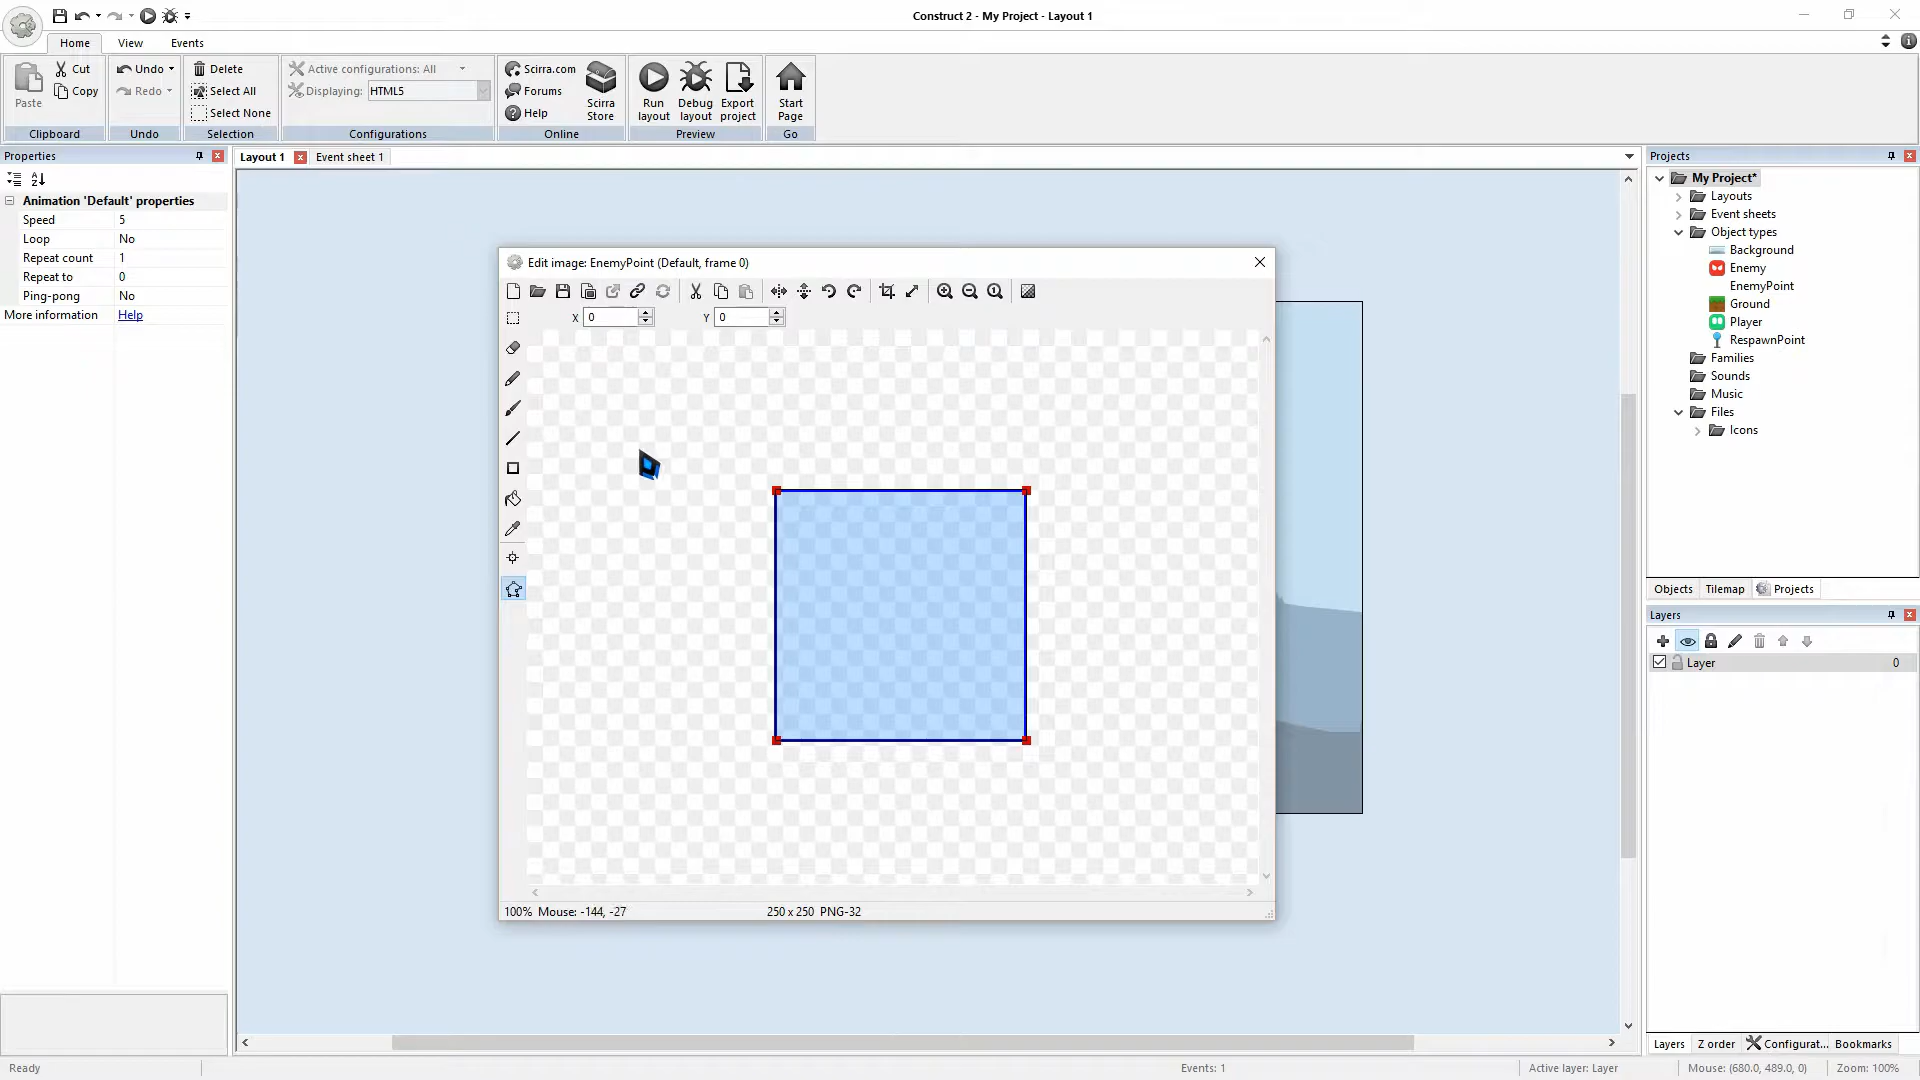 Construct 2 - My Project - Layout 1
Home View Events
Paste
Cut
Copy
Clipboard
Undo
Redo
Undo
Delete
Select All
Select None
Selection
Active configurations: All
Displaying: HTML5
Configurations
Scirra.com
Forums
Help
Scirra Store
Online
Run layout
Debug layout
Export project
Preview
Start Page
Go
Properties
Animation 'Default' properties
Speed 5
Loop No
Repeat count 1
Repeat to 0
Ping-pong No
More information Help
Layout 1 Event sheet 1
Edit image: EnemyPoint (Default, frame 0)
X 0 Y 0
100% Mouse: -144, -27 250 x 250 PNG-32
Projects
My Project*
Layouts
Event sheets
Object types
Background
Enemy
EnemyPoint
Ground
Player
RespawnPoint
Families
Sounds
Music
Files
Icons
Objects Tilemap Projects
Layers
Layer 0
Layers Z order Configurat... Bookmarks
Ready Events: 1 Active layer: Layer Mouse: (680.0, 489.0, 0) Zoom: 100%